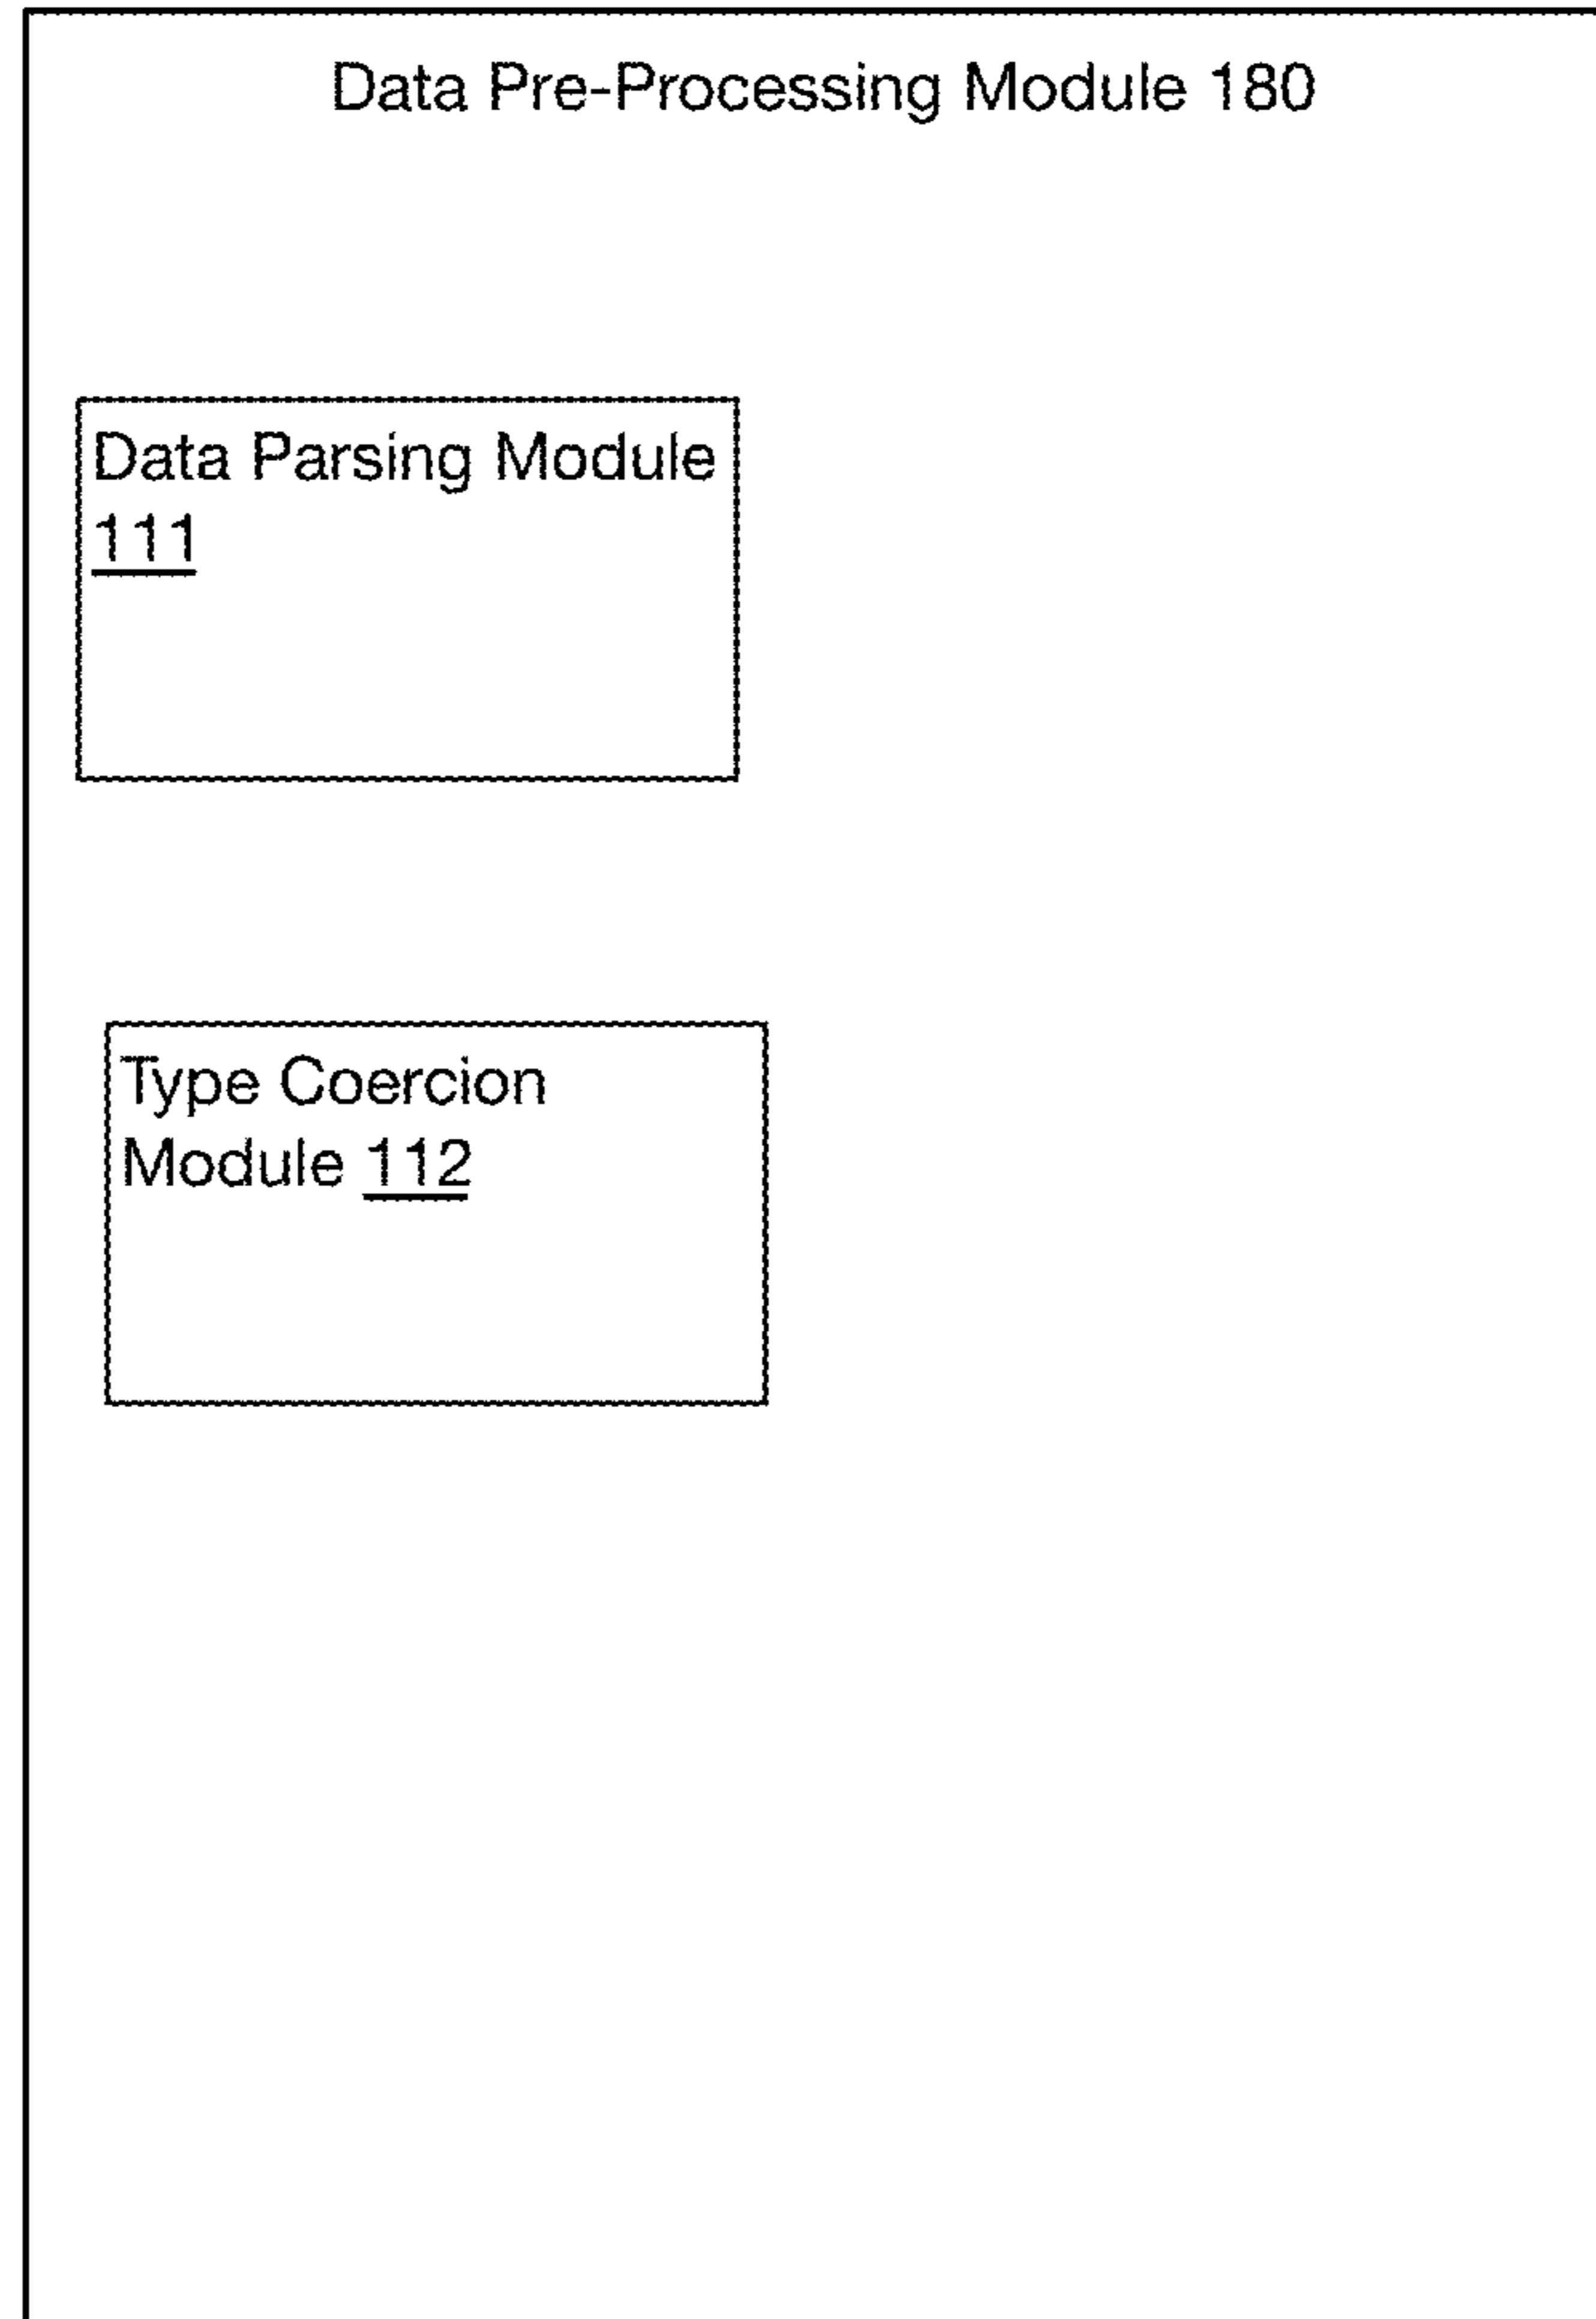 Data Pre-Processing Module 180
Data Parsing Module
111
Type Coercion
Module 112